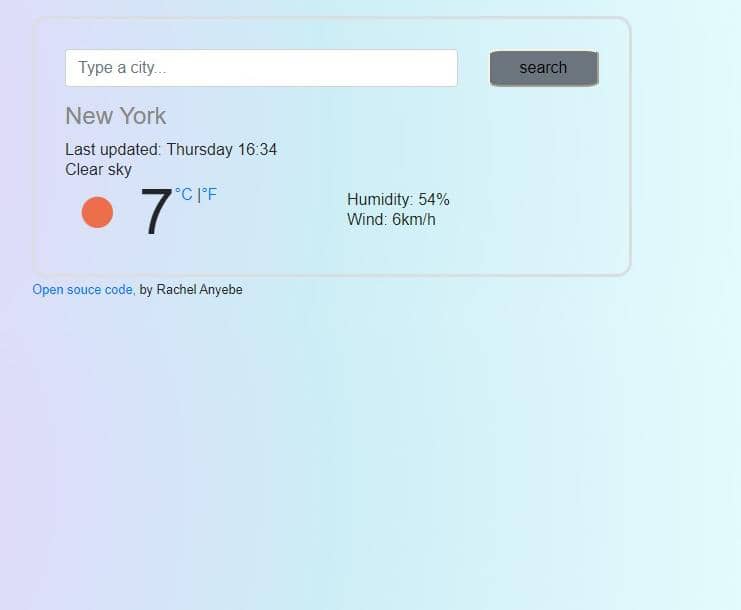 Type a city...
search
New York
Last updated: Thursday 16:34
Clear sky
7 °C |°F
Humidity: 54%
Wind: 6km/h
Open souce code, by Rachel Anyebe